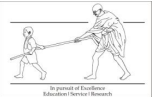 In pursuit of Excellence
Education | Service | Research